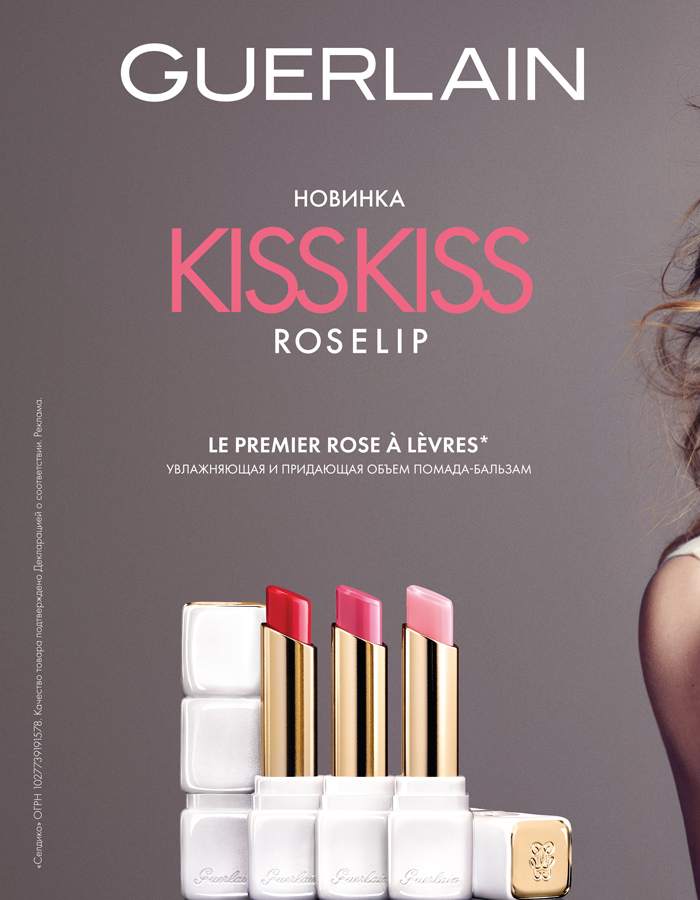 GUERLAIN
НОВИНКА
KISSKISS
ROSELIP
LE PREMIER ROSE À LÈVRES*
УВЛАЖНЯЮЩАЯ И ПРИДАЮЩАЯ ОБЪЕМ ПОМАДА-БАЛЬЗАМ
«Селдико» ОГРН 1027739191578. Качество товара подтверждено Декларацией о соответствии. Реклама.
Guerlain
Guerlain
Guerlain
Guerlain